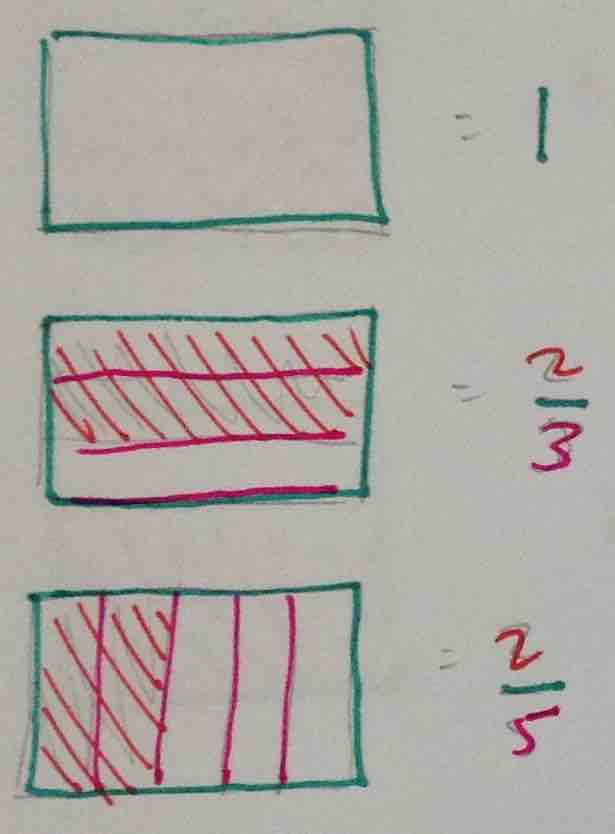 = 1
= 2/3
= 2/5